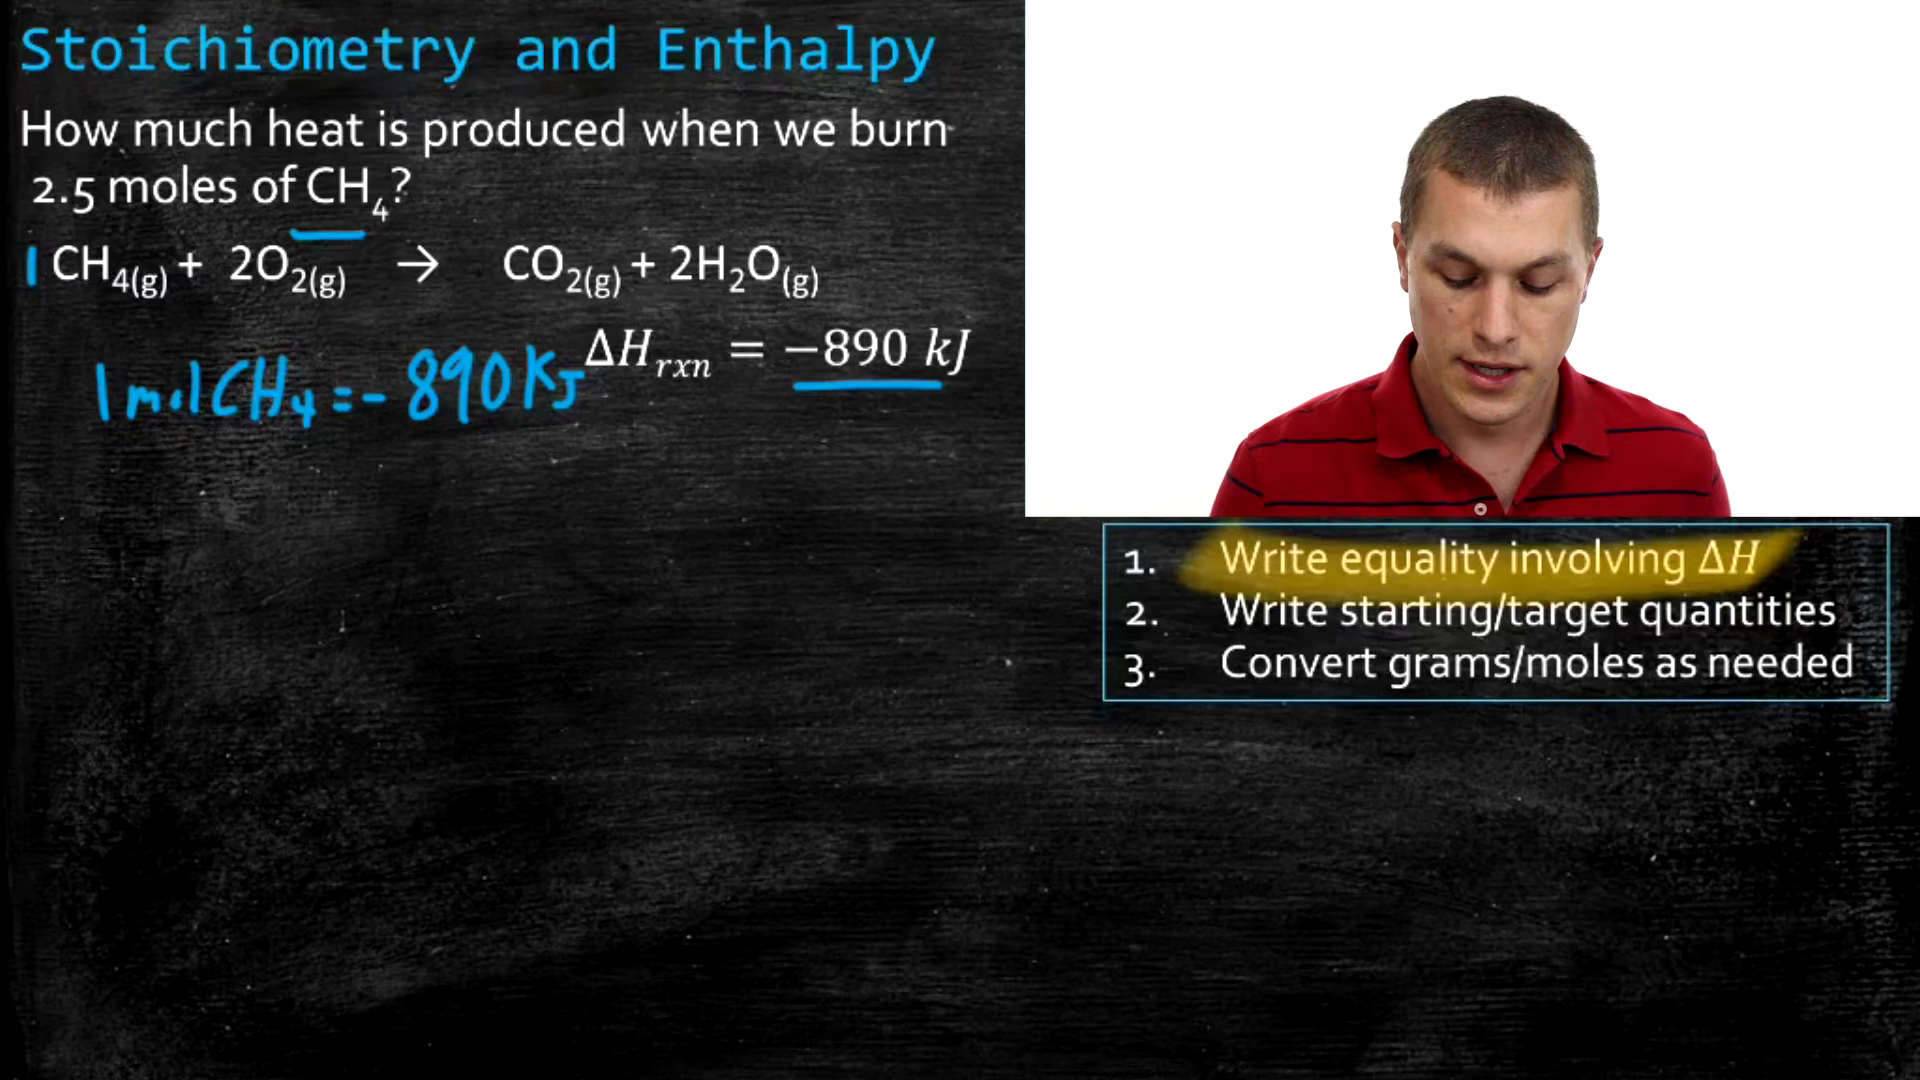 Stoichiometry and Enthalpy
How much heat is produced when we burn
2.5 moles of CH₄?
1 CH₄(g) + 2O₂(g) → CO₂(g) + 2H₂O(g)
ΔHrxn = −890 kJ
1 mol CH₄ = - 890 KJ
1. Write equality involving ΔH
2. Write starting/target quantities
3. Convert grams/moles as needed